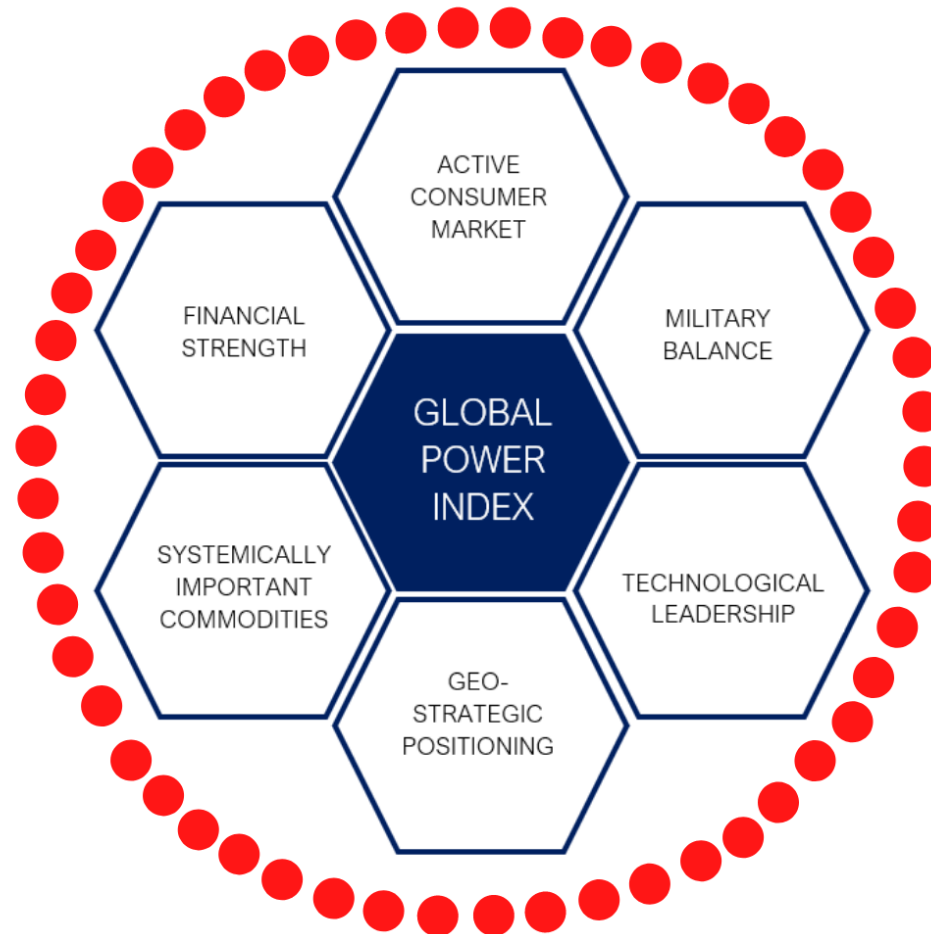 ACTIVE
CONSUMER
MARKET
FINANCIAL
STRENGTH
MILITARY
BALANCE
GLOBAL
POWER
INDEX
SYSTEMICALLY
IMPORTANT
COMMODITIES
TECHNOLOGICAL
LEADERSHIP
GEO-
STRATEGIC
POSITIONING